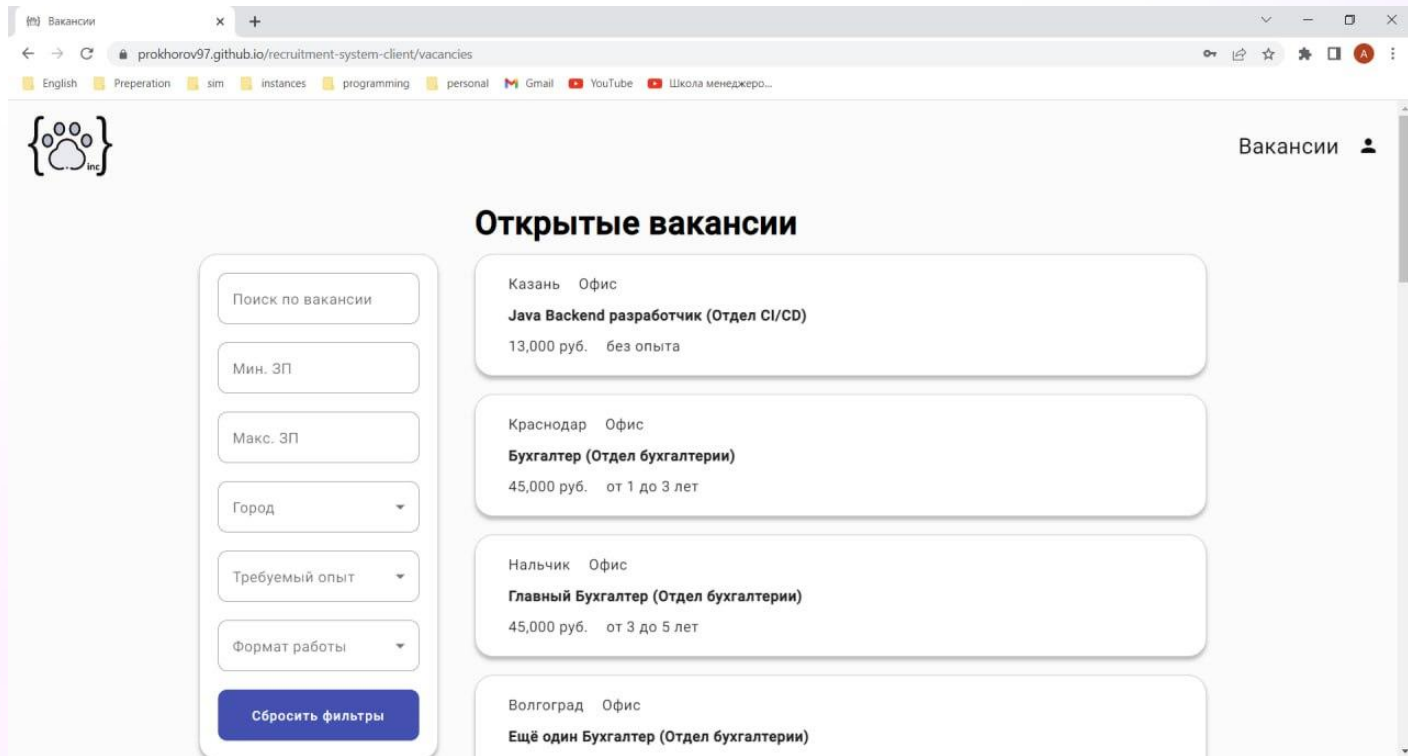 Вакансии
prokhorov97.github.io/recruitment-system-client/vacancies
English Preperation sim instances programming personal Gmail YouTube Школа менеджеро...
inc
Вакансии
Открытые вакансии
Поиск по вакансии
Мин. ЗП
Макс. ЗП
Город
Требуемый опыт
Формат работы
Сбросить фильтры
Казань Офис
Java Backend разработчик (Отдел CI/CD)
13,000 руб. без опыта
Краснодар Офис
Бухгалтер (Отдел бухгалтерии)
45,000 руб. от 1 до 3 лет
Нальчик Офис
Главный Бухгалтер (Отдел бухгалтерии)
45,000 руб. от 3 до 5 лет
Волгоград Офис
Ещё один Бухгалтер (Отдел бухгалтерии)